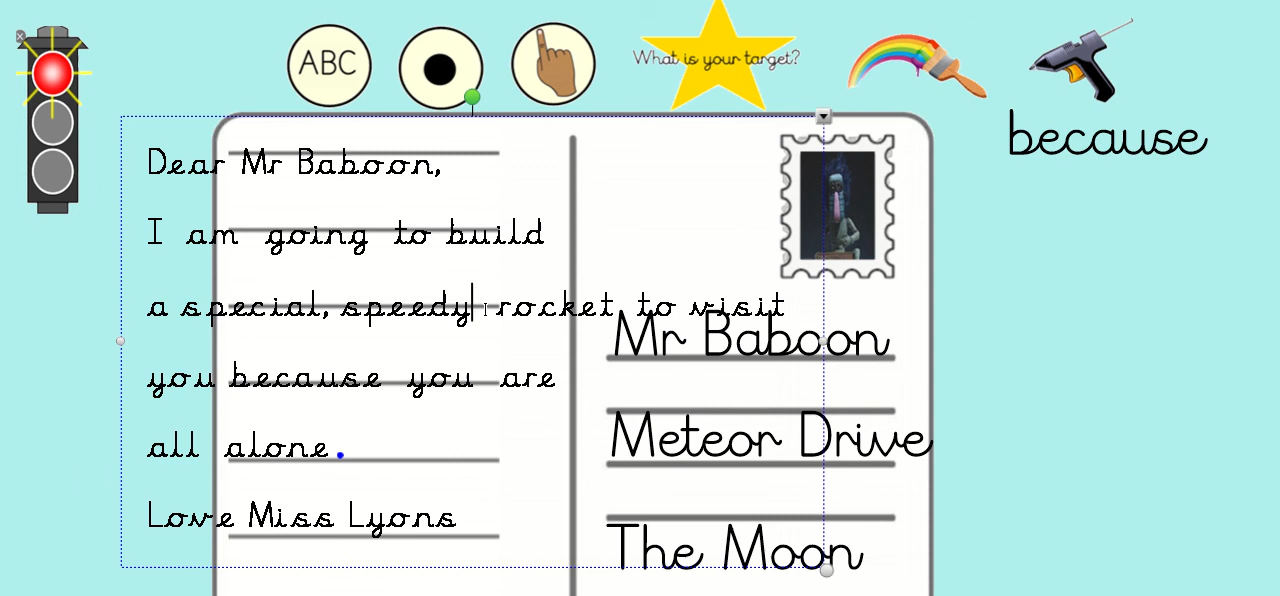 ABC
What is your target?
because
Dear Mr Baboon,
I am going to build
a special, speedy rocket to visit
you because you are
all alone.
Love Miss Lyons
Mr Baboon
Meteor Drive
The Moon